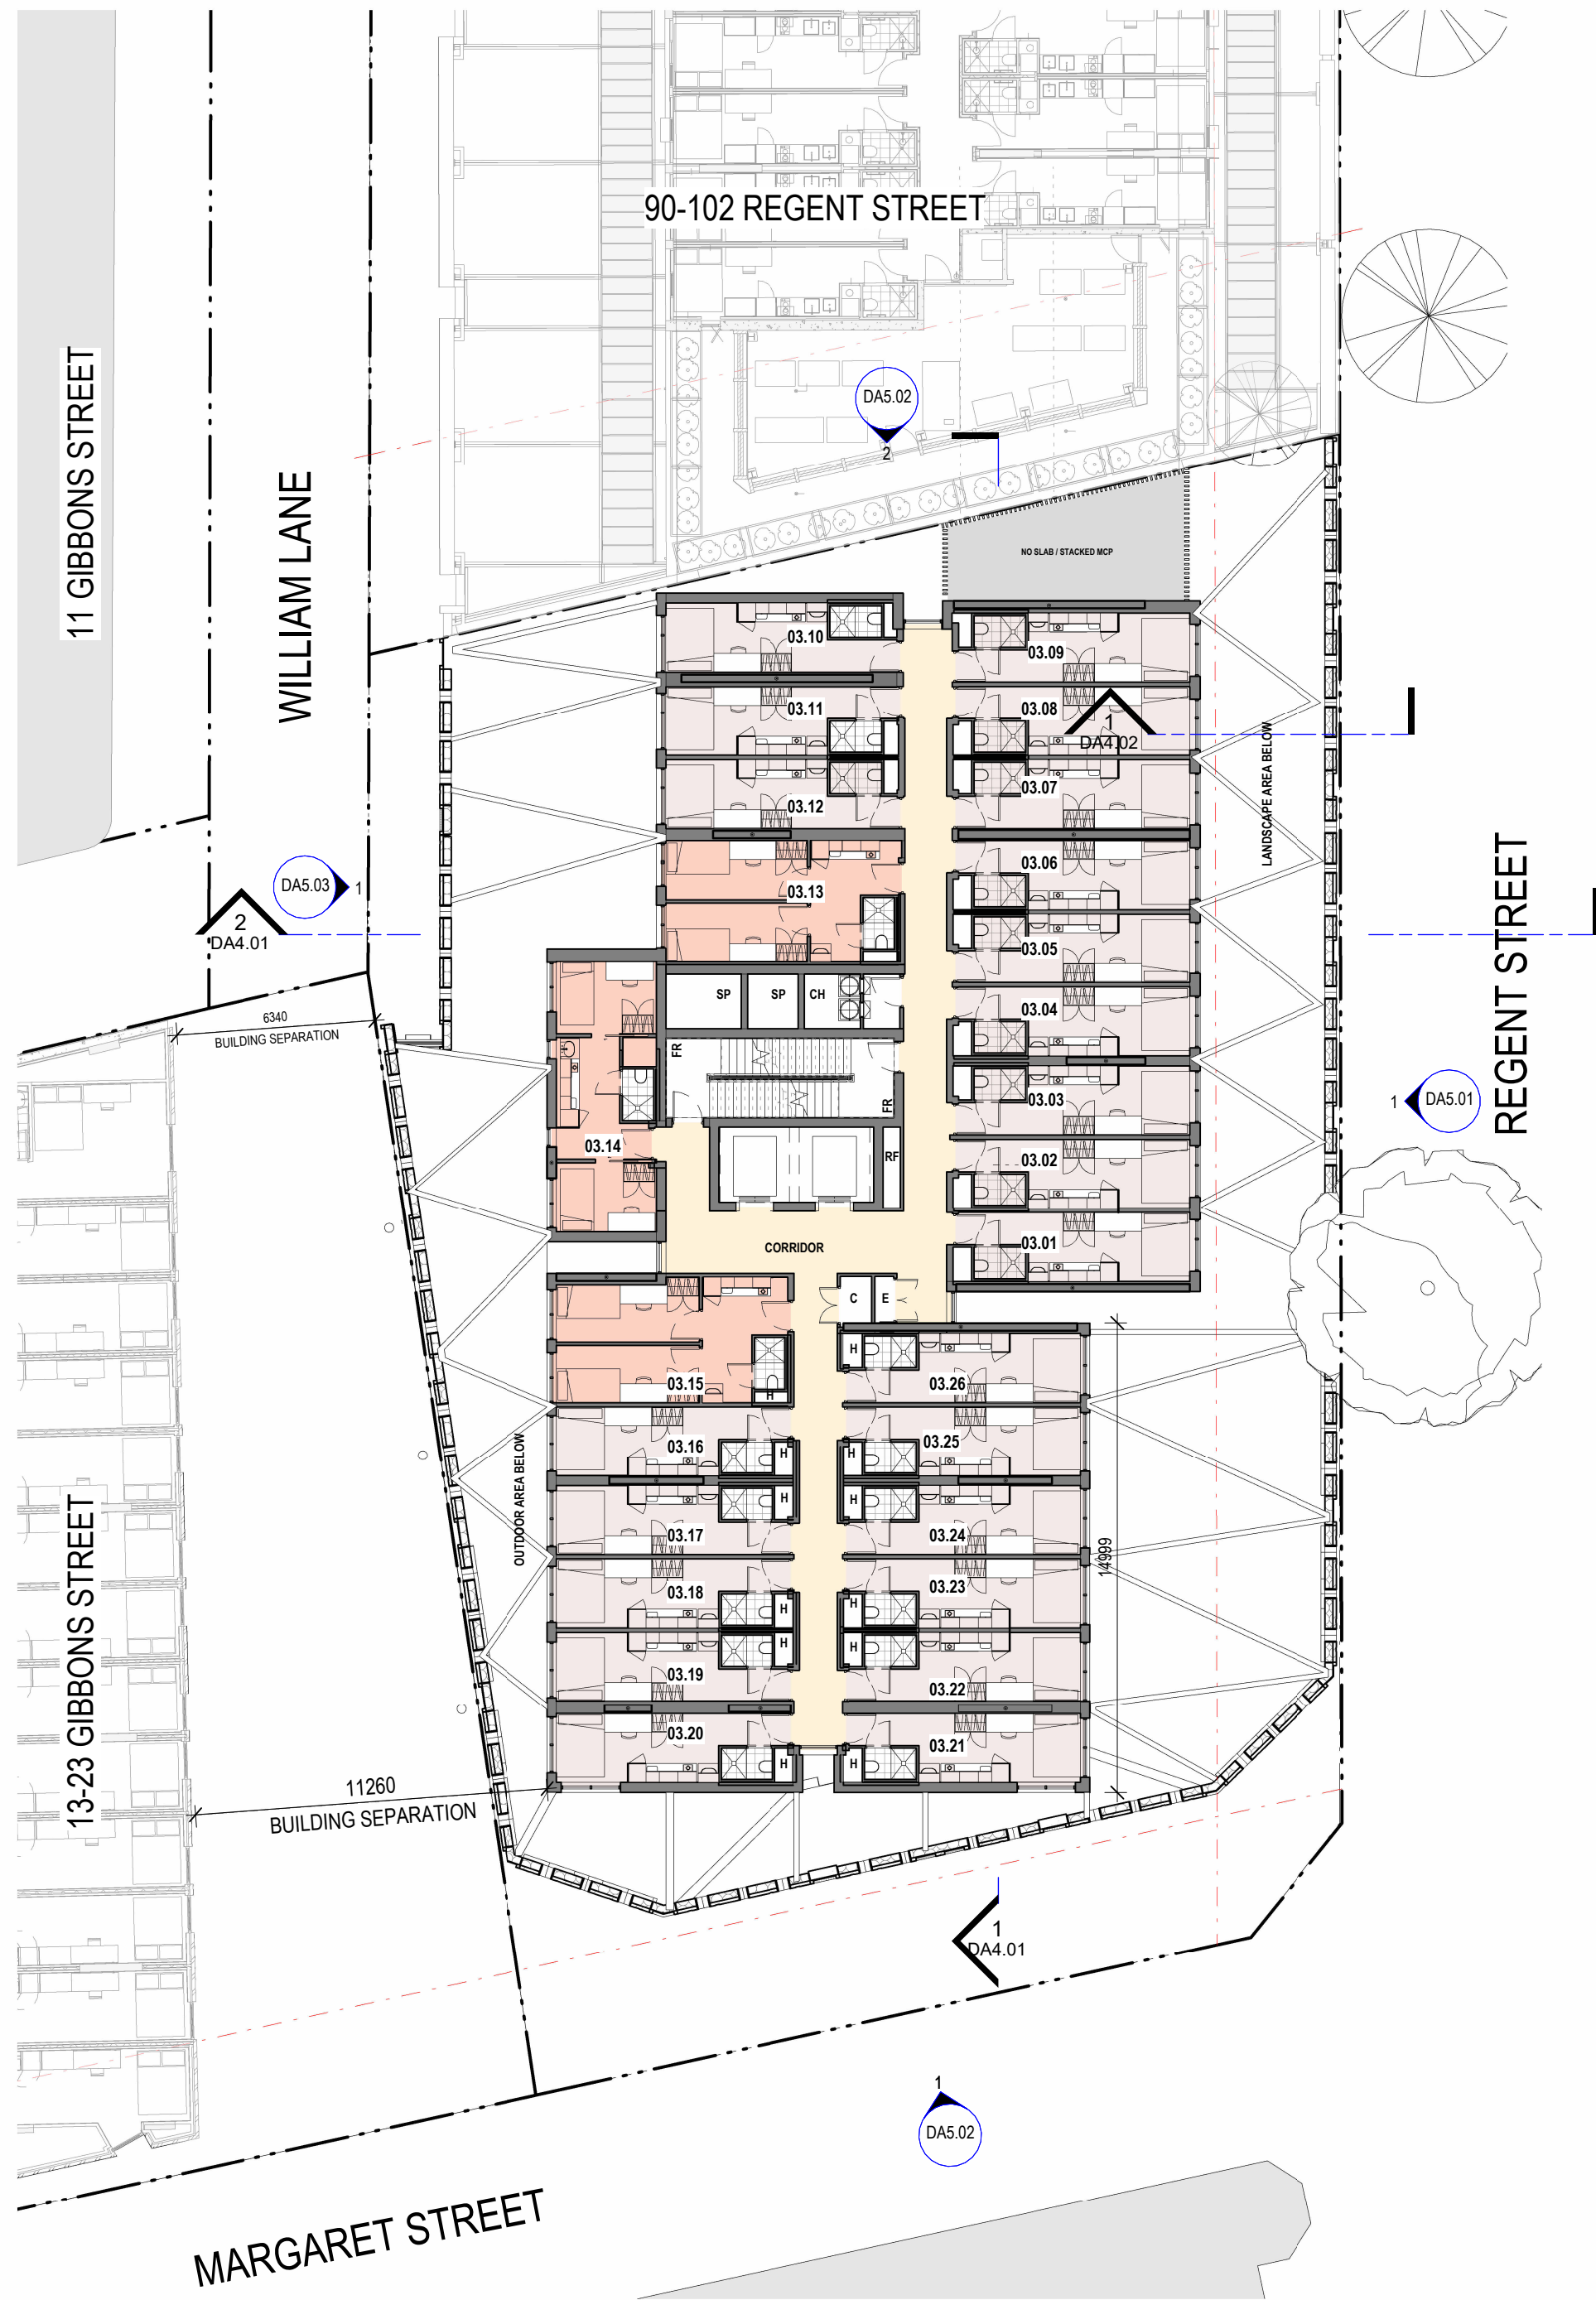 90-102 REGENT STREET
11 GIBBONS STREET
WILLIAM LANE
DA5.02
2
NO SLAB / STACKED MCP
03.10
03.09
03.11
03.08
1
DA4.02
LANDSCAPE AREA BELOW
03.07
03.12
03.06
03.13
DA5.03
1
2
DA4.01
REGENT STREET
03.05
SP
SP
CH
03.04
6340
BUILDING SEPARATION
FR
FR
03.03
1
DA5.01
03.14
RF
03.02
CORRIDOR
03.01
C
E
H
03.15
H
03.26
OUTDOOR AREA BELOW
03.16
H
H
03.25
H
H
03.17
03.24
14999
03.18
H
H
03.23
H
H
03.19
03.22
03.20
H
H
03.21
13-23 GIBBONS STREET
11260
BUILDING SEPARATION
1
DA4.01
1
DA5.02
MARGARET STREET